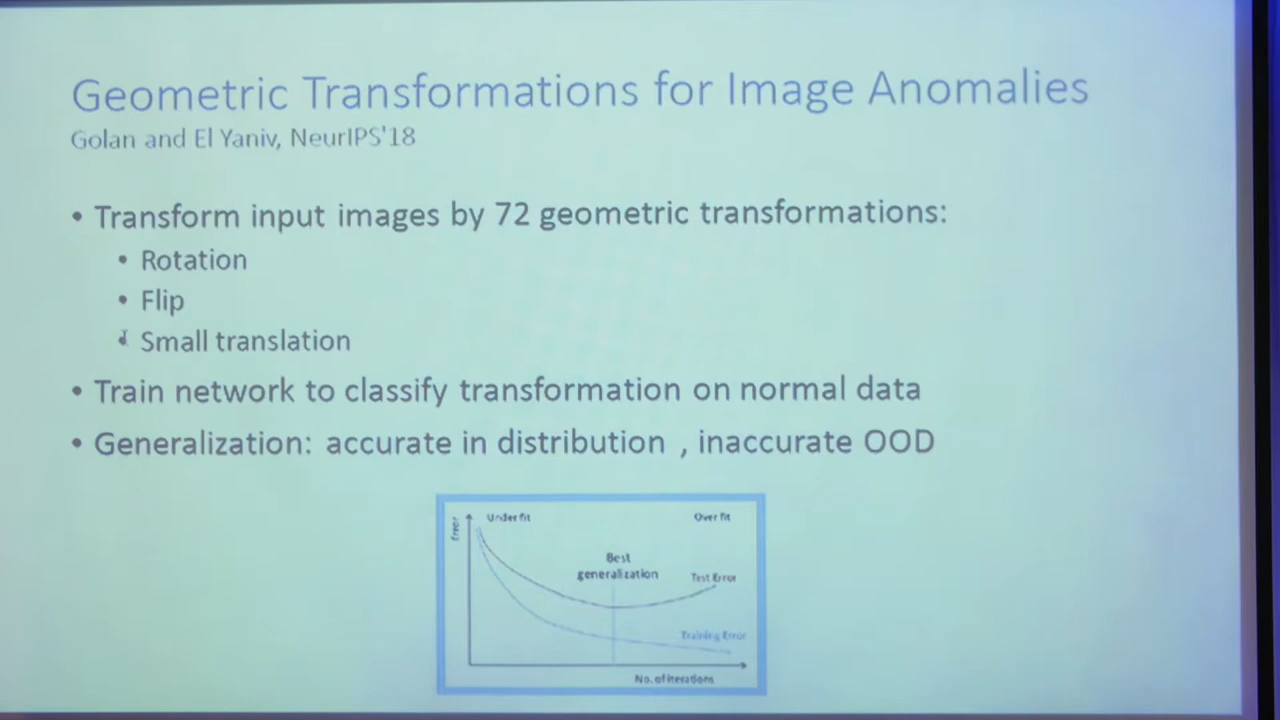 Geometric Transformations for Image Anomalies
Golan and El Yaniv, NeurIPS'18
• Transform input images by 72 geometric transformations:
• Rotation
• Flip
• Small translation
• Train network to classify transformation on normal data
• Generalization: accurate in distribution , inaccurate OOD
Error
Under fit
Over fit
Best
generalization
Test Error
Training Error
No. of iterations